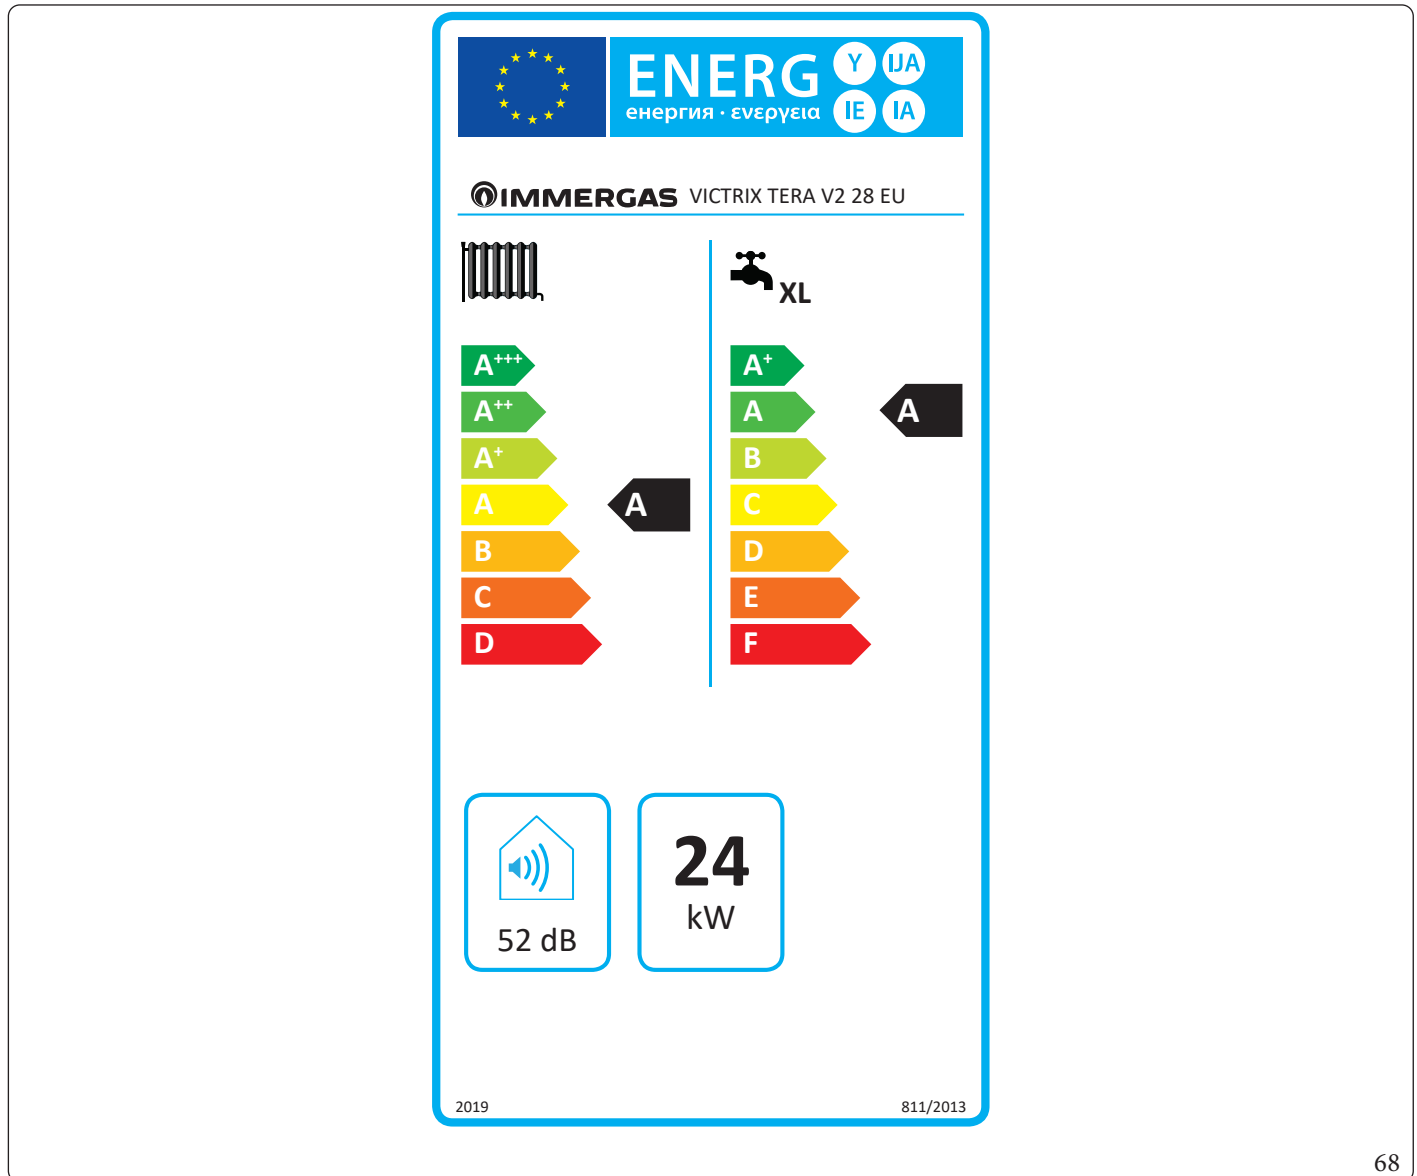 ENERG Y IJA
енергия · ενεργεια IE IA
IMMERGAS VICTRIX TERA V2 28 EU
XL
A+++
A++
A+
A
B
C
D
A
A+
A
B
C
D
E
F
A
52 dB
24
kW
2019
811/2013
68